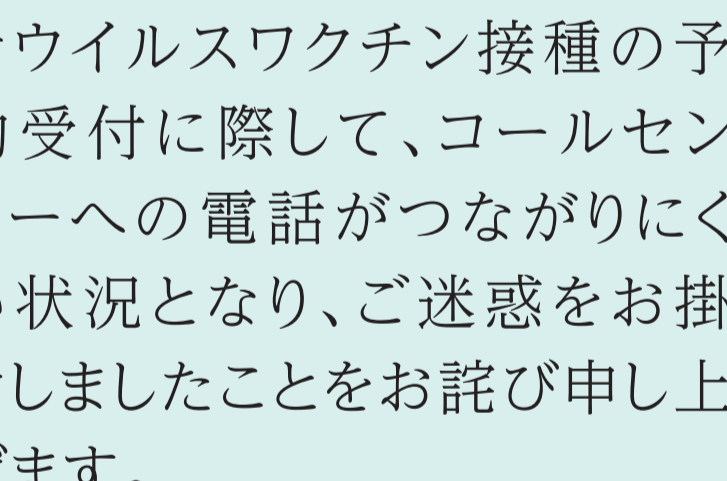 ウイルスワクチン接種の予
受付に際して、コールセン
ーへの電話がつながりにく
状況となり、ご迷惑をお掛
しましたことをお詫び申し上
ます。